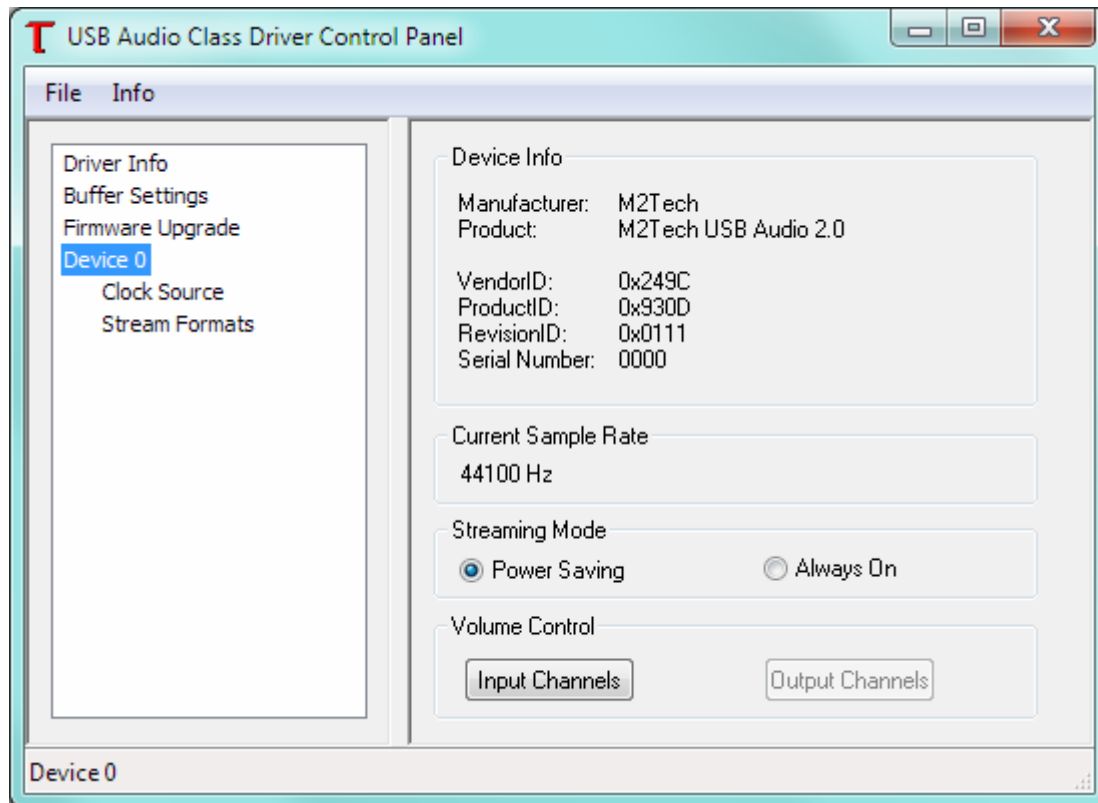 USB Audio Class Driver Control Panel
File Info
Driver Info
Buffer Settings
Firmware Upgrade
Device 0
Clock Source
Stream Formats
Device Info
Manufacturer: M2Tech
Product: M2Tech USB Audio 2.0
VendorID: 0x249C
ProductID: 0x930D
RevisionID: 0x0111
Serial Number: 0000
Current Sample Rate
44100 Hz
Streaming Mode
Power Saving Always On
Volume Control
Input Channels Output Channels
Device 0